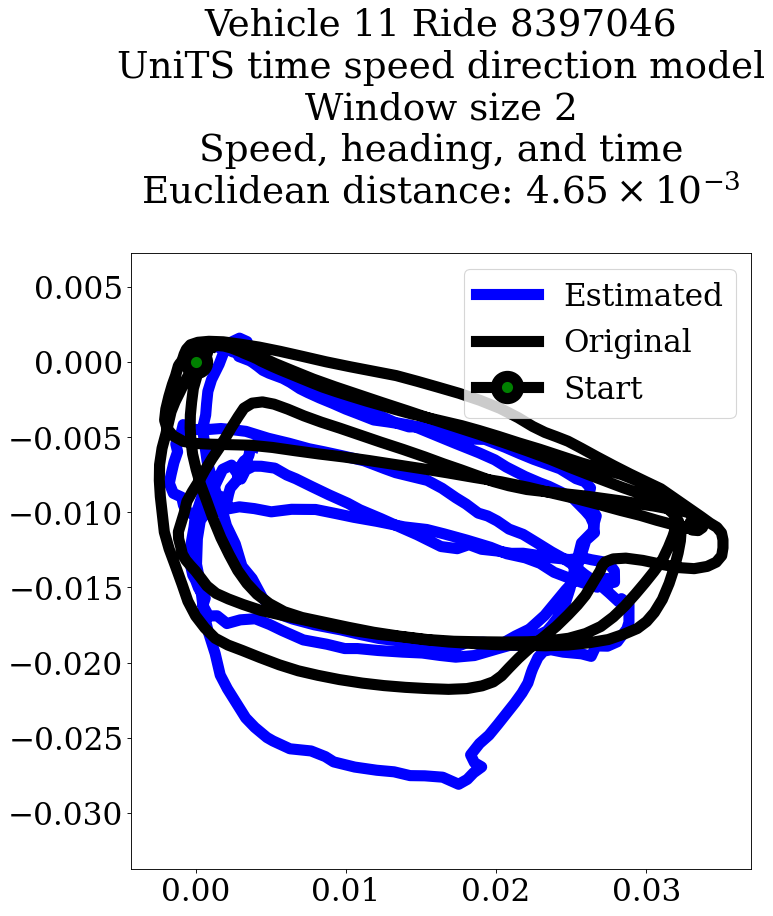 Vehicle 11 Ride 8397046
UniTS time speed direction model
Window size 2
Speed, heading, and time
Euclidean distance: 4.65 × 10⁻³
Estimated
Original
Start
0.005
0.000
−0.005
−0.010
−0.015
−0.020
−0.025
−0.030
0.00 0.01 0.02 0.03